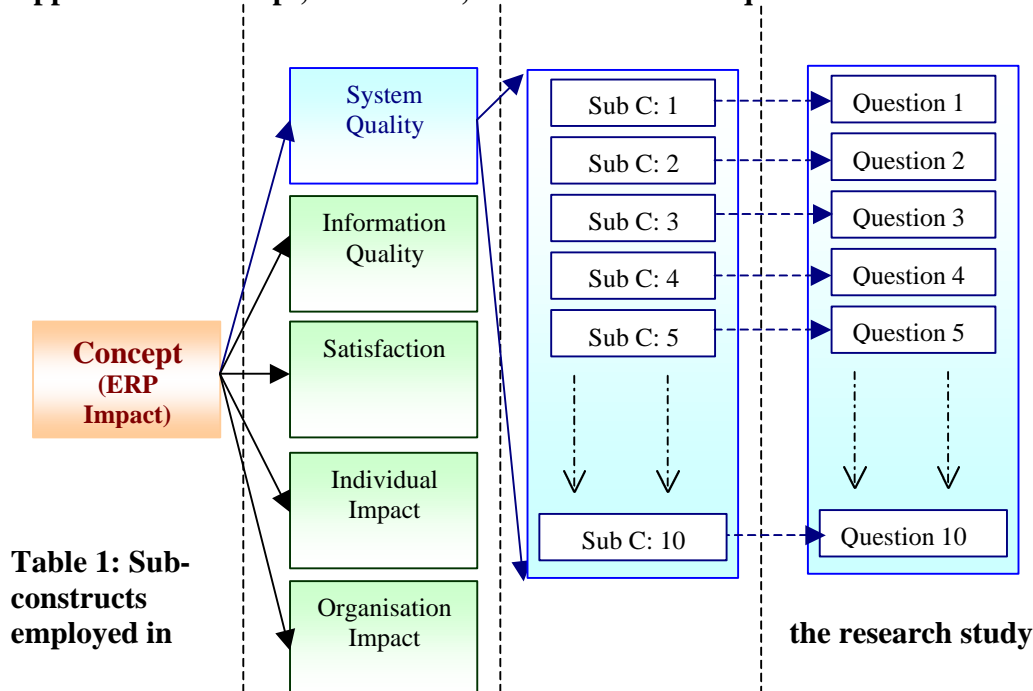 System
Quality
Information
Quality
Satisfaction
Individual
Impact
Organisation
Impact
Concept
(ERP
Impact)
Sub C: 1
Sub C: 2
Sub C: 3
Sub C: 4
Sub C: 5
Sub C: 10
Question 1
Question 2
Question 3
Question 4
Question 5
Question 10
Table 1: Sub-
constructs
employed in
the research study